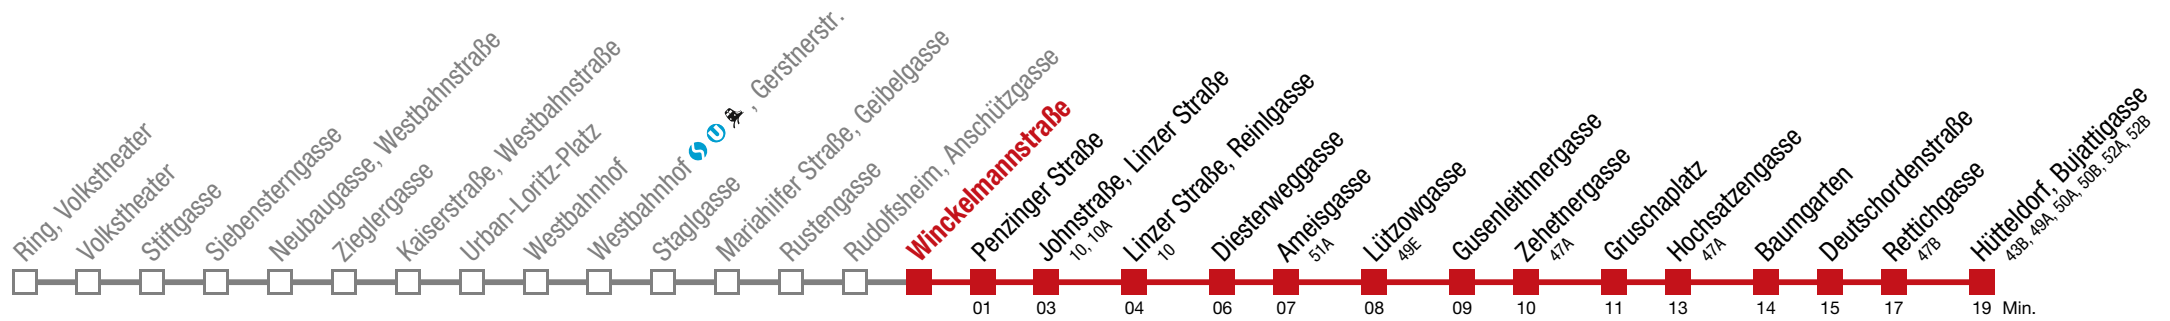 Ring, Volkstheater
Volkstheater
Stiftgasse
Siebensterngasse
Neubaugasse, Westbahnstraße
Zieglergasse
Kaiserstraße, Westbahnstraße
Urban-Loritz-Platz
Westbahnhof
Westbahnhof S U , Gerstnerstr.
Staglgasse
Mariahilfer Straße, Geibelgasse
Rustengasse
Rudolfsheim, Anschützgasse
Winckelmannstraße
Penzinger Straße
Johnstraße, Linzer Straße
10, 10A
Linzer Straße, Reinlgasse
10
Diesterweggasse
Ameisgasse
51A
Lützowgasse
49E
Gusenleithnergasse
Zehetnergasse
47A
Gruschaplatz
Hochsatzengasse
47A
Baumgarten
Deutschordenstraße
Rettichgasse
47B
Hütteldorf, Bujattigasse
43B, 49A, 50A, 50B, 52A, 52B
01 03 04 06 07 08 09 10 11 13 14 15 17 19 Min.